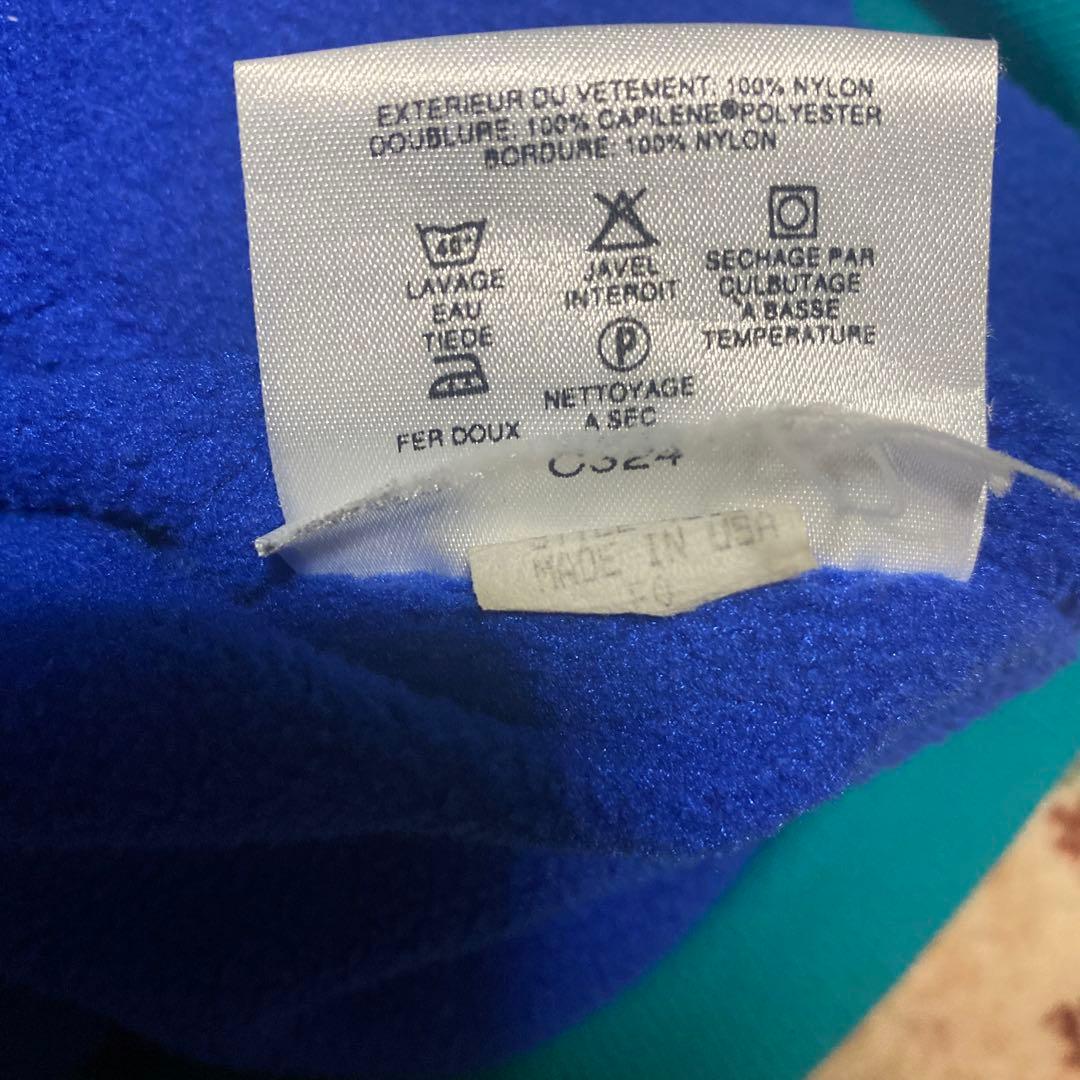 EXTERIEUR DU VETEMENT: 100% NYLON
DOUBLURE: 100% CAPILENE®POLYESTER
BORDURE: 100% NYLON
40°
LAVAGE
EAU
TIEDE
JAVEL
INTERDIT
SECHAGE PAR
CULBUTAGE
A BASSE
TEMPERATURE
P
NETTOYAGE
A SEC
FER DOUX
MADE IN USA